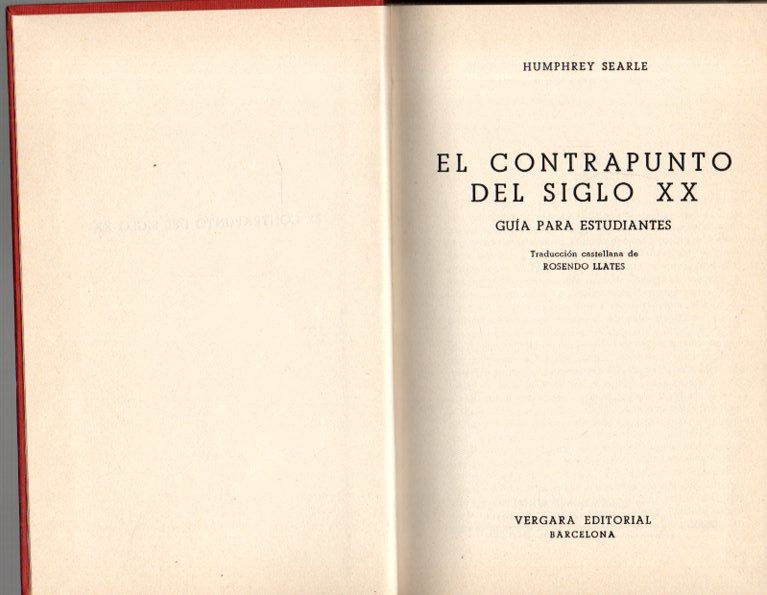 HUMPHREY SEARLE
EL CONTRAPUNTO
DEL SIGLO XX
GUÍA PARA ESTUDIANTES
Traducción castellana de
ROSENDO LLATES
VERGARA EDITORIAL
BARCELONA